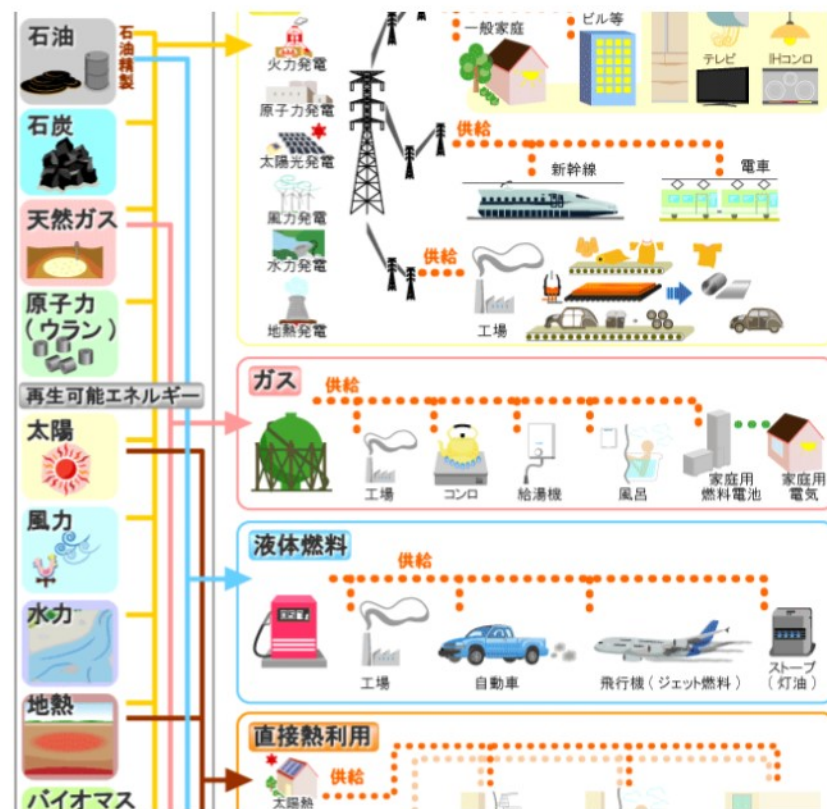 石油
石油精製
石炭
天然ガス
原子力
（ウラン）
再生可能エネルギー
太陽
風力
水力
地熱
バイオマス
火力発電
原子力発電
太陽光発電
風力発電
水力発電
地熱発電
一般家庭
ビル等
テレビ
IHコンロ
供給
新幹線
電車
供給
工場
ガス
供給
工場
コンロ
給湯機
風呂
家庭用
燃料電池
家庭用
電気
液体燃料
供給
工場
自動車
飛行機（ジェット燃料）
ストーブ
（灯油）
直接熱利用
供給
太陽熱